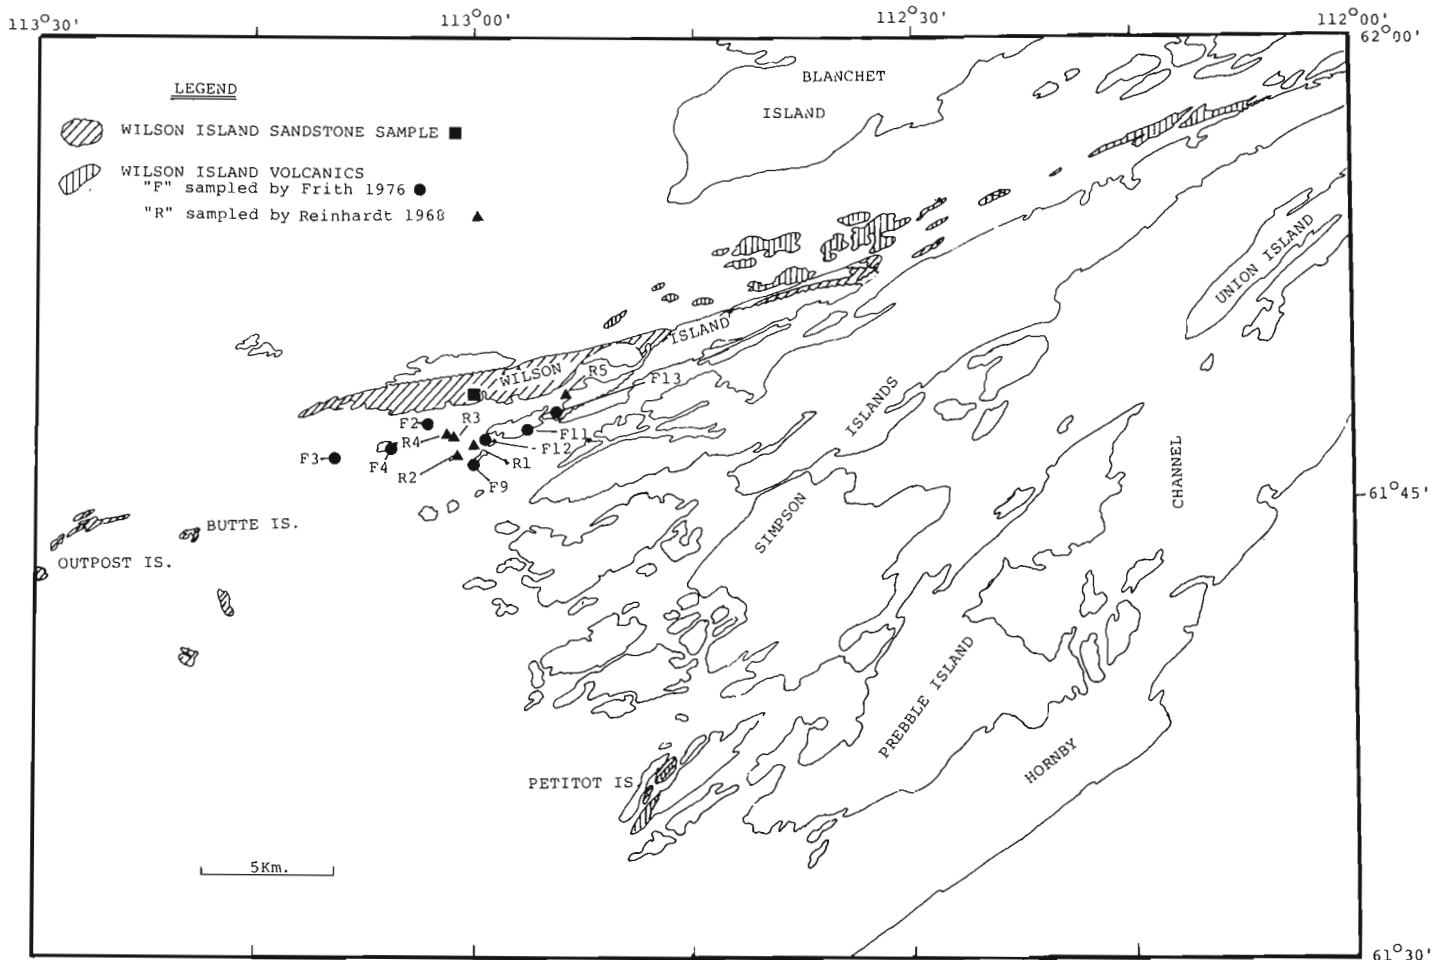 113°30'
113°00'
112°30'
112°00'
62°00'
LEGEND
WILSON ISLAND SANDSTONE SAMPLE
WILSON ISLAND VOLCANICS
"F" sampled by Frith 1976
"R" sampled by Reinhardt 1968
BLANCHET
ISLAND
UNION ISLAND
WILSON
ISLAND
R5
F13
F2
R3
R4
F11
F12
F3
F4
R2
R1
F9
ISLANDS
SIMPSON
CHANNEL
61°45'
BUTTE IS.
OUTPOST IS.
PREBBLE ISLAND
HORNBY
PETITOT IS.
5Km.
61°30'